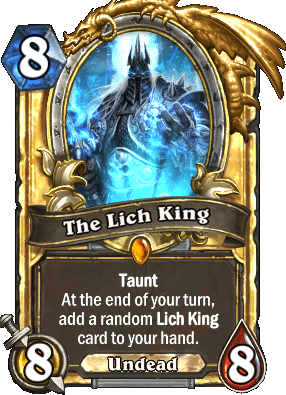 8
The Lich King
Taunt
At the end of your turn,
add a random Lich King
card to your hand.
8 Undead 8